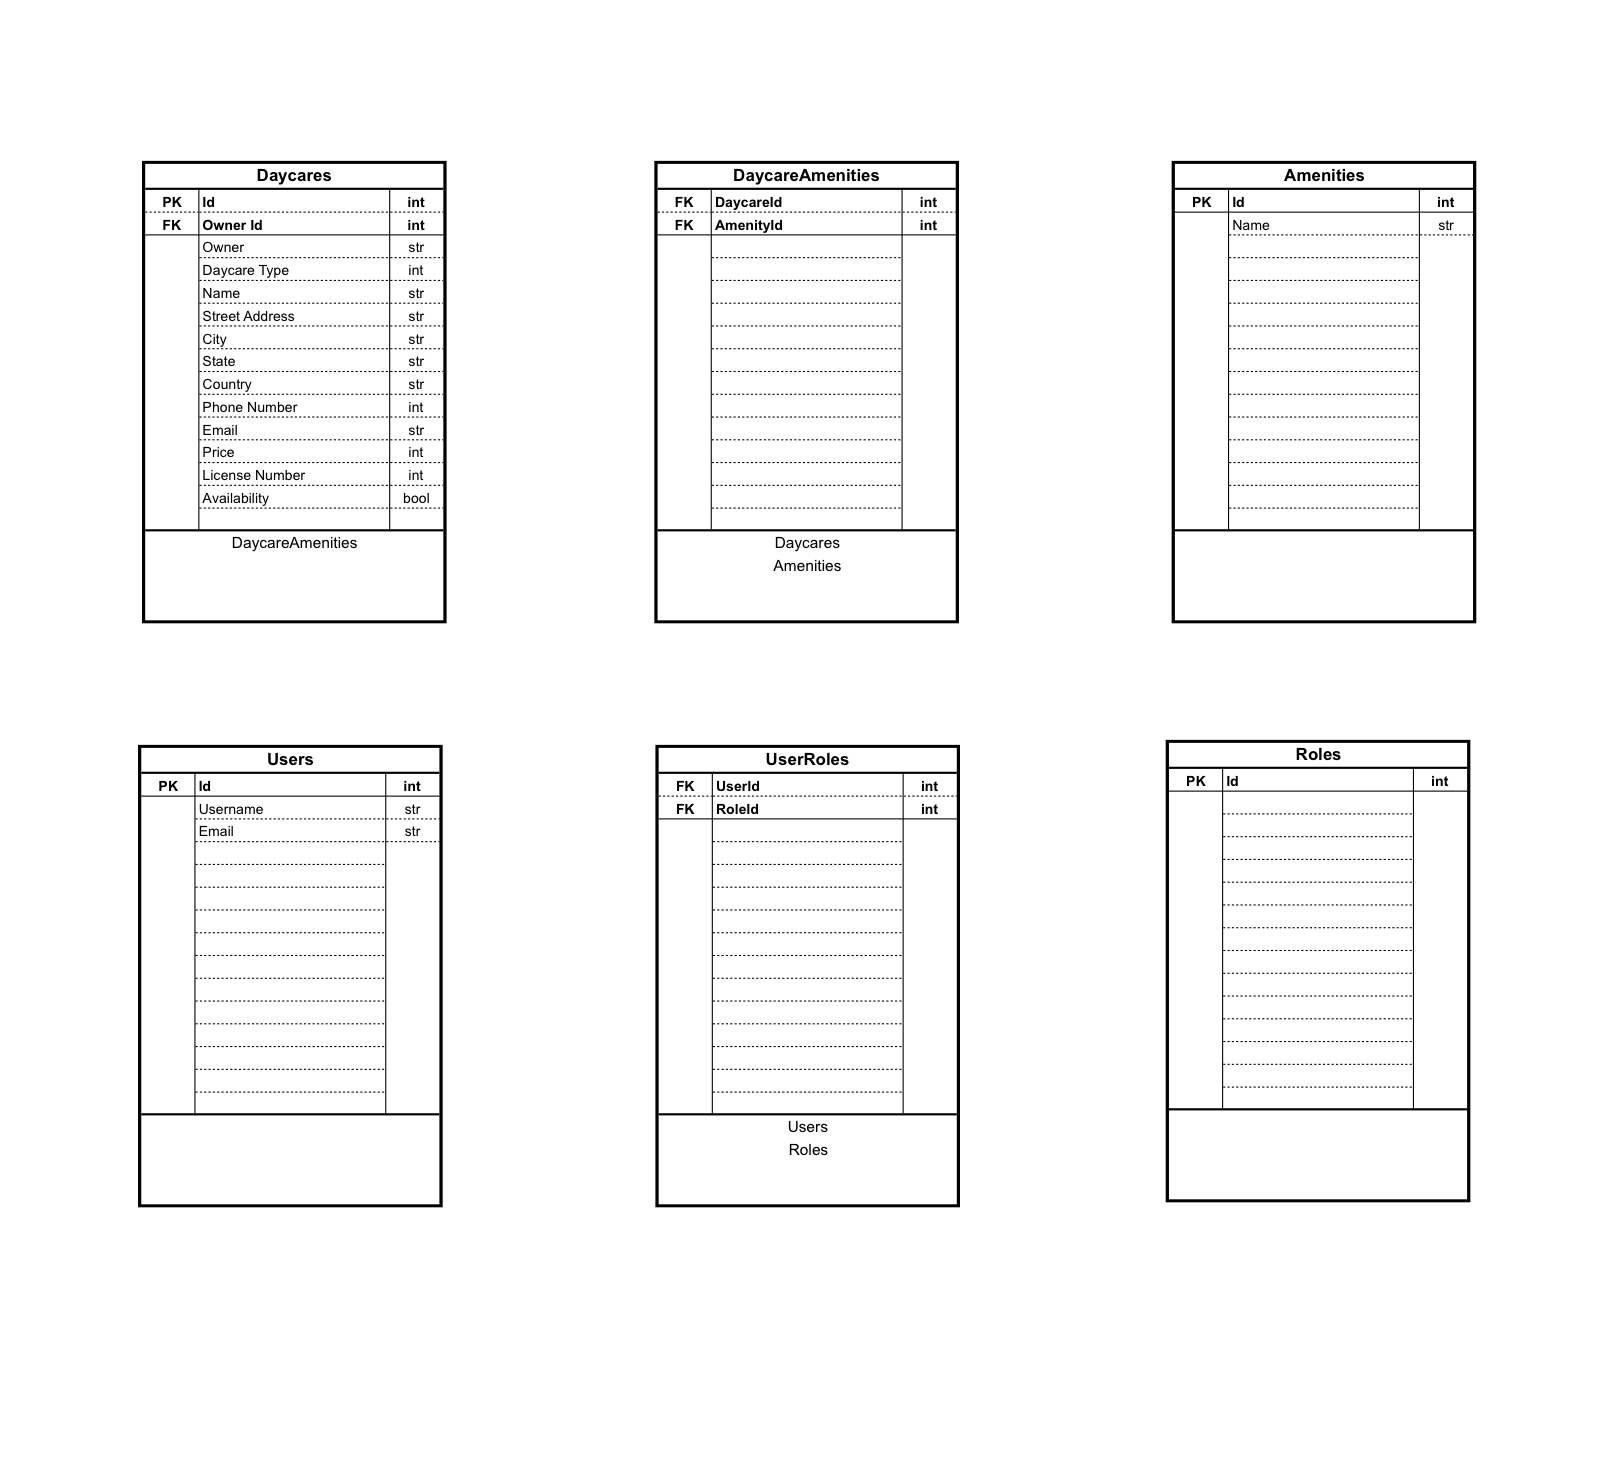 Daycares
PK Id int
FK Owner Id int
Owner str
Daycare Type int
Name str
Street Address str
City str
State str
Country str
Phone Number int
Email str
Price int
License Number int
Availability bool
DaycareAmenities
DaycareAmenities
FK DaycareId int
FK AmenityId int
Daycares
Amenities
Amenities
PK Id int
Name str
Users
PK Id int
Username str
Email str
UserRoles
FK UserId int
FK RoleId int
Users
Roles
Roles
PK Id int